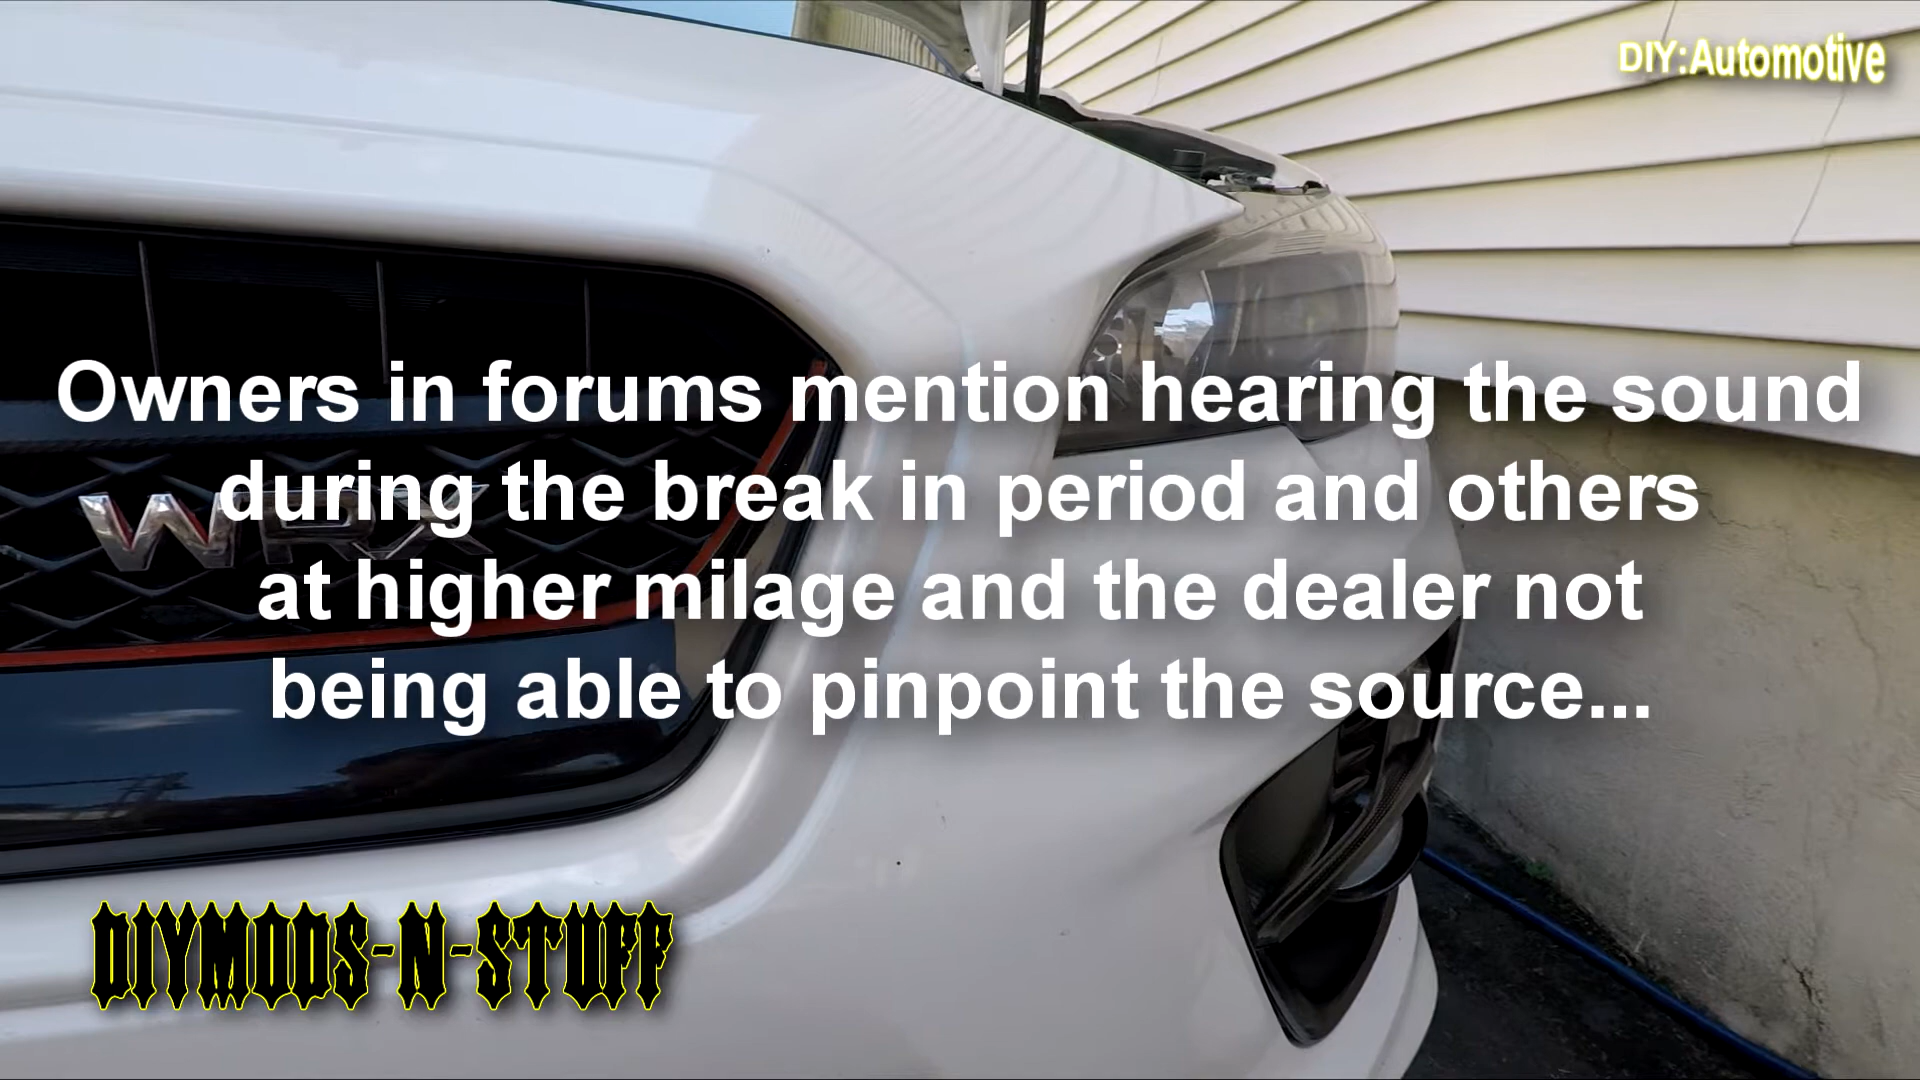 DIY:Automotive
Owners in forums mention hearing the sound
during the break in period and others
at higher milage and the dealer not
being able to pinpoint the source...
WRX
DIYMODS-N-STUFF